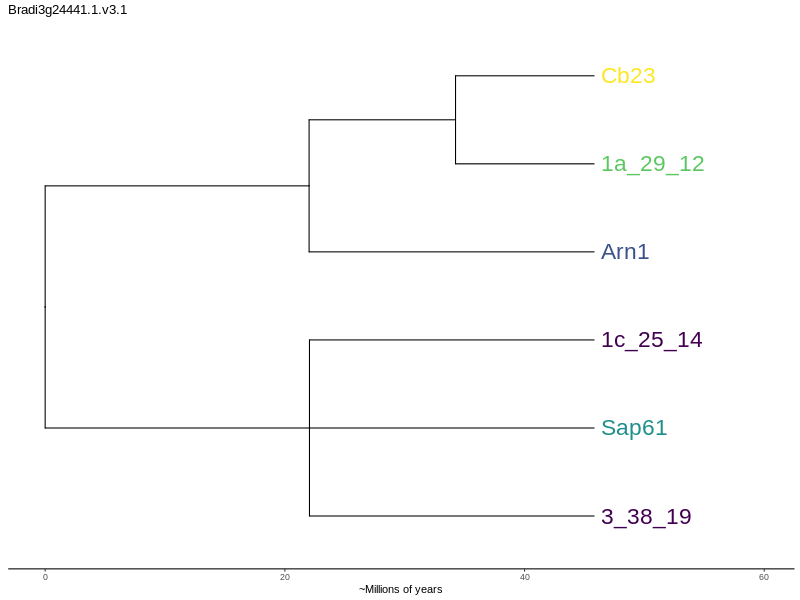 Bradi3g24441.1.v3.1
Cb23
1a_29_12
Arn1
1c_25_14
Sap61
3_38_19
0 20 40 60
~Millions of years